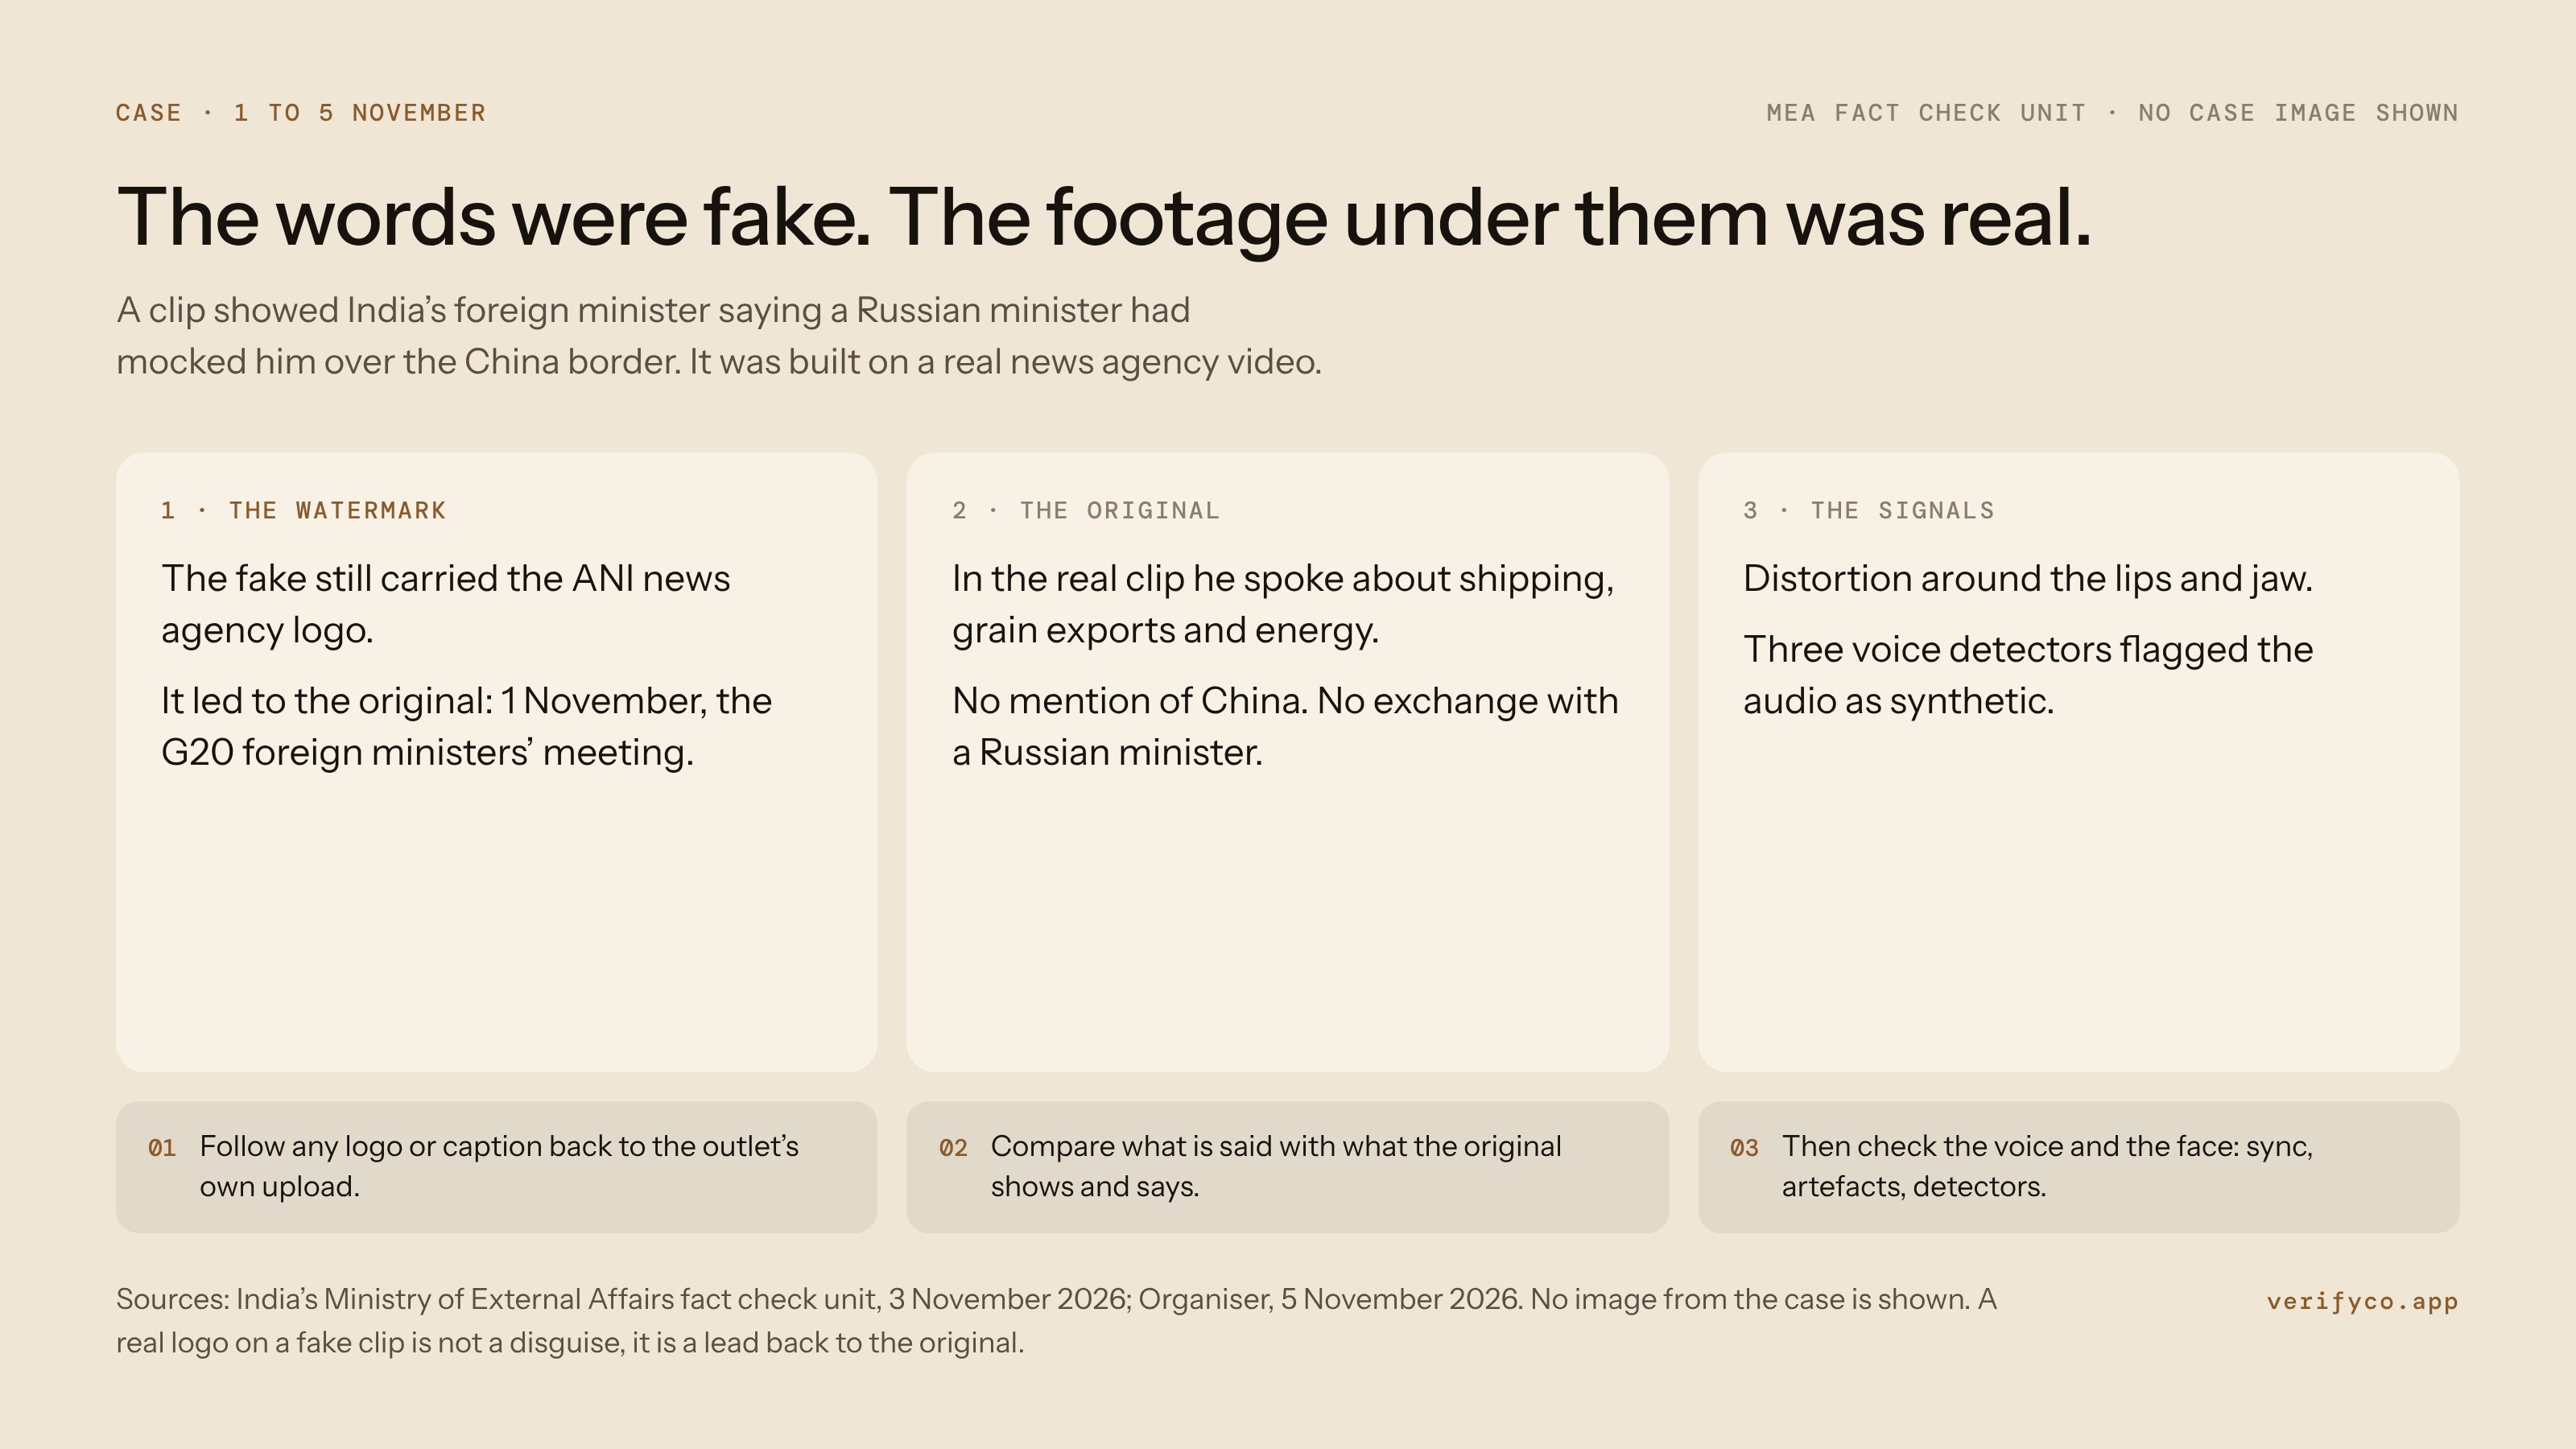 CASE · 1 TO 5 NOVEMBER
MEA FACT CHECK UNIT · NO CASE IMAGE SHOWN
The words were fake. The footage under them was real.
A clip showed India’s foreign minister saying a Russian minister had
mocked him over the China border. It was built on a real news agency video.
1 · THE WATERMARK
The fake still carried the ANI news
agency logo.
It led to the original: 1 November, the
G20 foreign ministers’ meeting.
2 · THE ORIGINAL
In the real clip he spoke about shipping,
grain exports and energy.
No mention of China. No exchange with
a Russian minister.
3 · THE SIGNALS
Distortion around the lips and jaw.
Three voice detectors flagged the
audio as synthetic.
01 Follow any logo or caption back to the outlet’s
own upload.
02 Compare what is said with what the original
shows and says.
03 Then check the voice and the face: sync,
artefacts, detectors.
Sources: India’s Ministry of External Affairs fact check unit, 3 November 2026; Organiser, 5 November 2026. No image from the case is shown. A
real logo on a fake clip is not a disguise, it is a lead back to the original.
verifyco.app